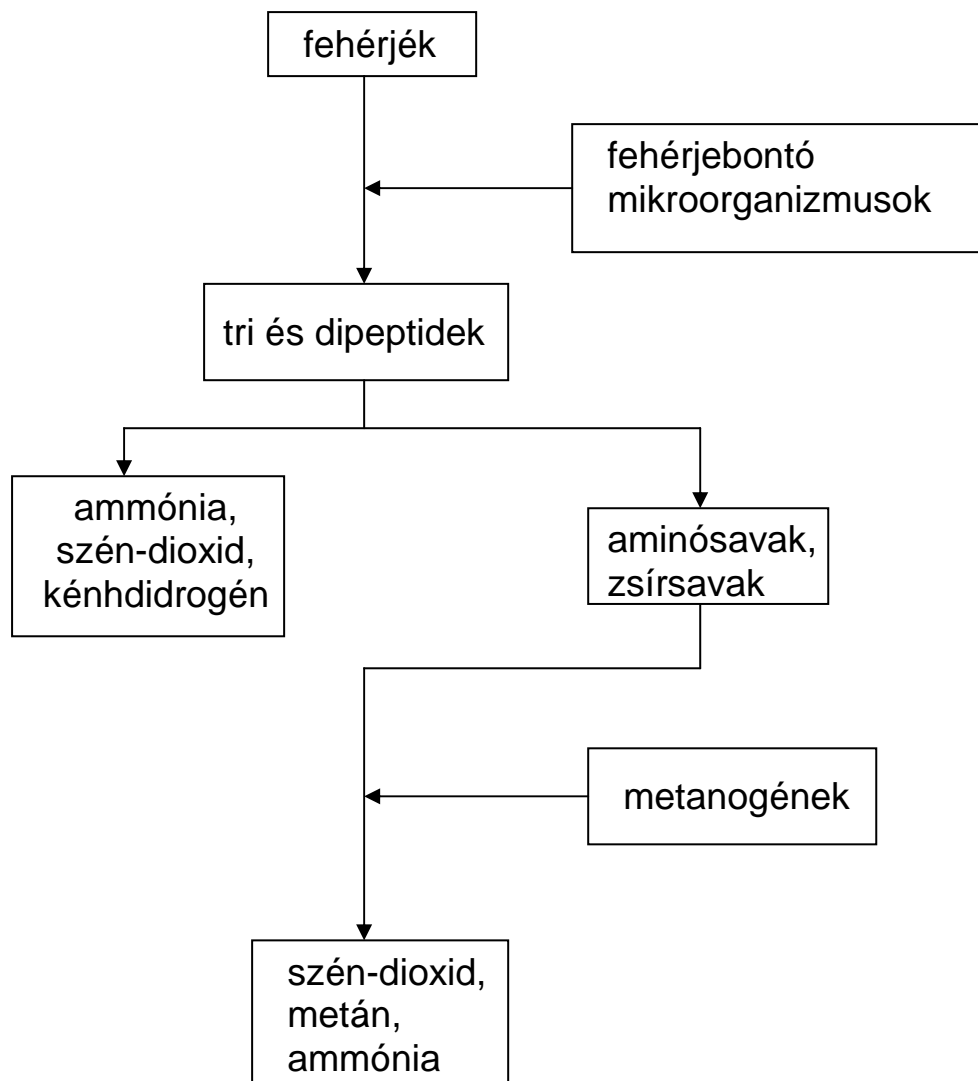 fehérjék
fehérjebontó
mikroorganizmusok
tri és dipeptidek
ammónia,
szén-dioxid,
kénhdidrogén
aminósavak,
zsírsavak
metanogének
szén-dioxid,
metán,
ammónia